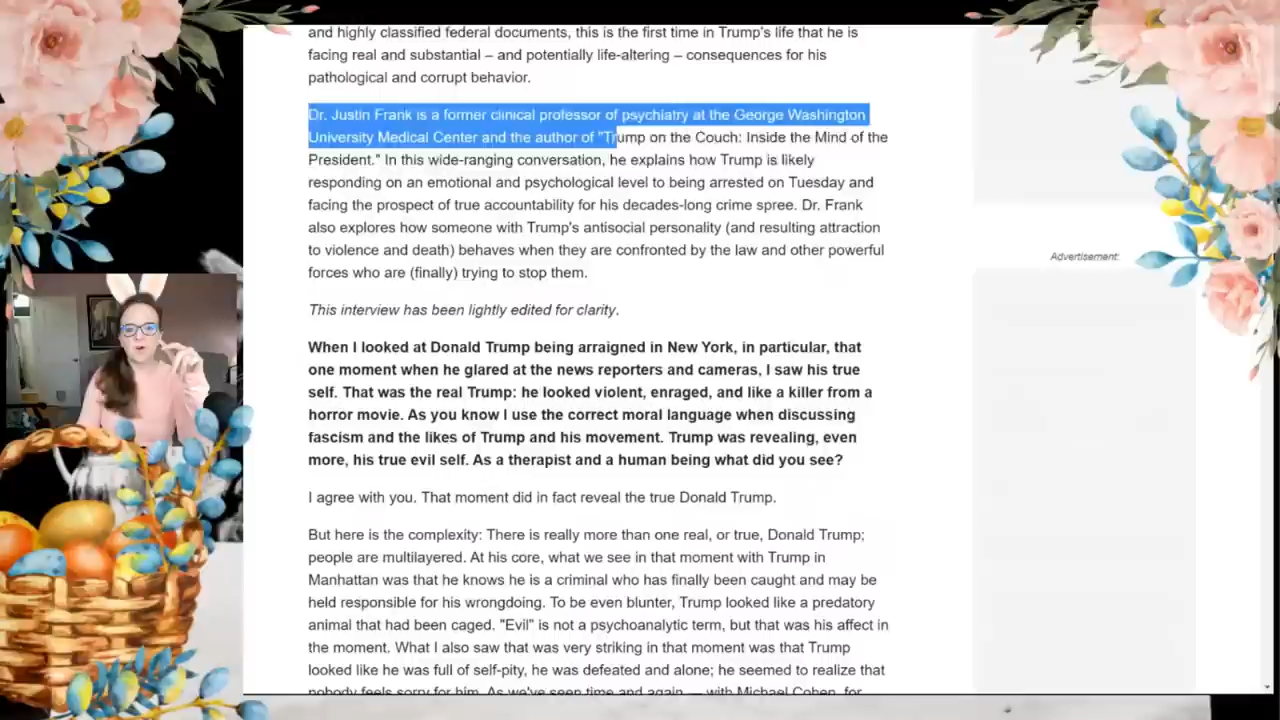 and highly classified federal documents, this is the first time in Trump's life that he is
facing real and substantial – and potentially life-altering – consequences for his
pathological and corrupt behavior.
Dr. Justin Frank is a former clinical professor of psychiatry at the George Washington
University Medical Center and the author of "Trump on the Couch: Inside the Mind of the
President." In this wide-ranging conversation, he explains how Trump is likely
responding on an emotional and psychological level to being arrested on Tuesday and
facing the prospect of true accountability for his decades-long crime spree. Dr. Frank
also explores how someone with Trump's antisocial personality (and resulting attraction
to violence and death) behaves when they are confronted by the law and other powerful
forces who are (finally) trying to stop them.
Advertisement:
This interview has been lightly edited for clarity.
When I looked at Donald Trump being arraigned in New York, in particular, that
one moment when he glared at the news reporters and cameras, I saw his true
self. That was the real Trump: he looked violent, enraged, and like a killer from a
horror movie. As you know I use the correct moral language when discussing
fascism and the likes of Trump and his movement. Trump was revealing, even
more, his true evil self. As a therapist and a human being what did you see?
I agree with you. That moment did in fact reveal the true Donald Trump.
But here is the complexity: There is really more than one real, or true, Donald Trump;
people are multilayered. At his core, what we see in that moment with Trump in
Manhattan was that he knows he is a criminal who has finally been caught and may be
held responsible for his wrongdoing. To be even blunter, Trump looked like a predatory
animal that had been caged. "Evil" is not a psychoanalytic term, but that was his affect in
the moment. What I also saw that was very striking in that moment was that Trump
looked like he was full of self-pity, he was defeated and alone; he seemed to realize that
nobody feels sorry for him. As we've seen time and again — with Michael Cohen, for